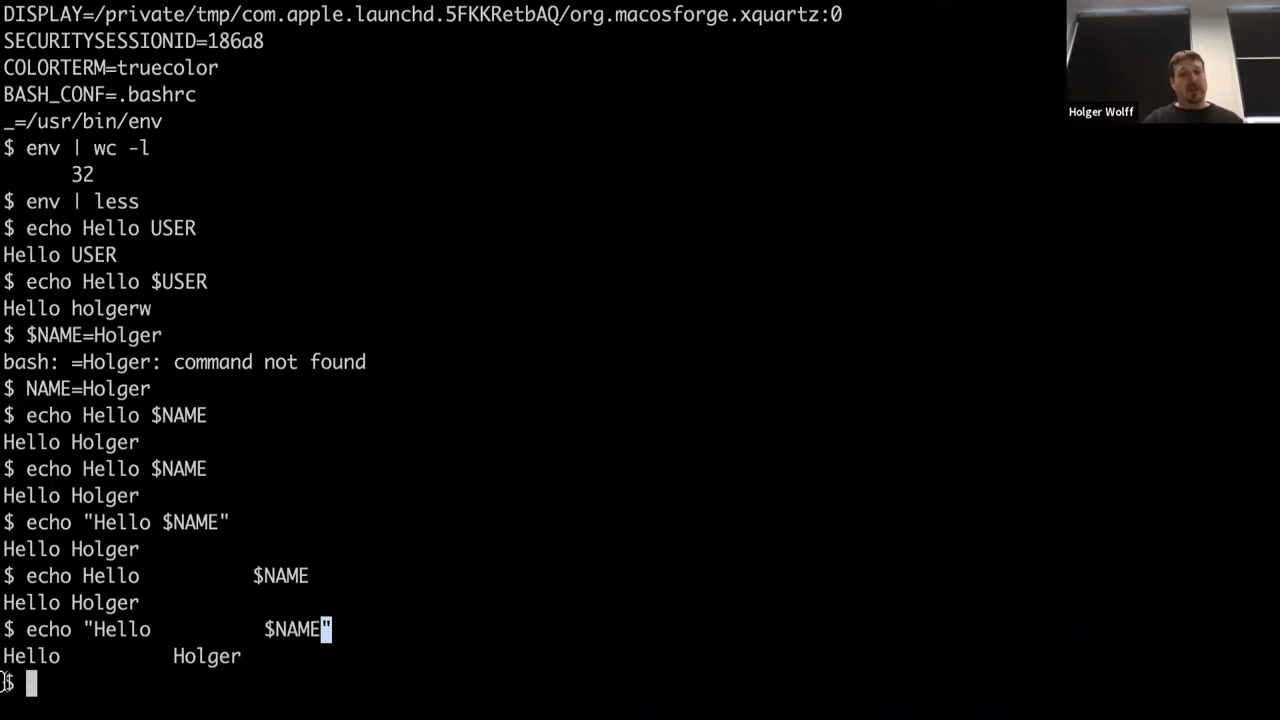 DISPLAY=/private/tmp/com.apple.launchd.5FKKRetbAQ/org.macosforge.xquartz:0
SECURITYSESSIONID=186a8
COLORTERM=truecolor
BASH_CONF=.bashrc
_=/usr/bin/env
$ env | wc -l
      32
$ env | less
$ echo Hello USER
Hello USER
$ echo Hello $USER
Hello holgerw
$ $NAME=Holger
bash: =Holger: command not found
$ NAME=Holger
$ echo Hello $NAME
Hello Holger
$ echo Hello $NAME
Hello Holger
$ echo "Hello $NAME"
Hello Holger
$ echo Hello          $NAME
Hello Holger
$ echo "Hello          $NAME"
Hello          Holger
$
Holger Wolff